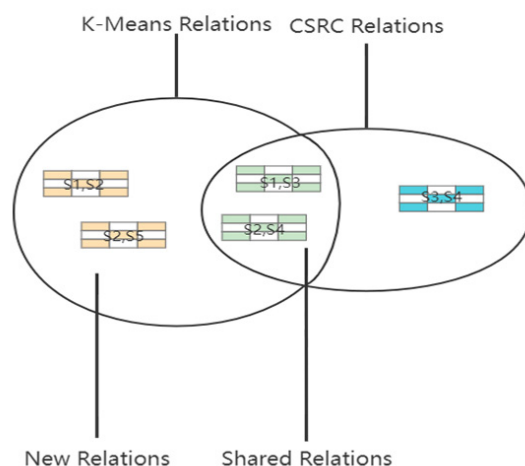 K-Means Relations
CSRC Relations
S1,S2
S1,S3
S3,S4
S2,S5
S2,S4
New Relations
Shared Relations